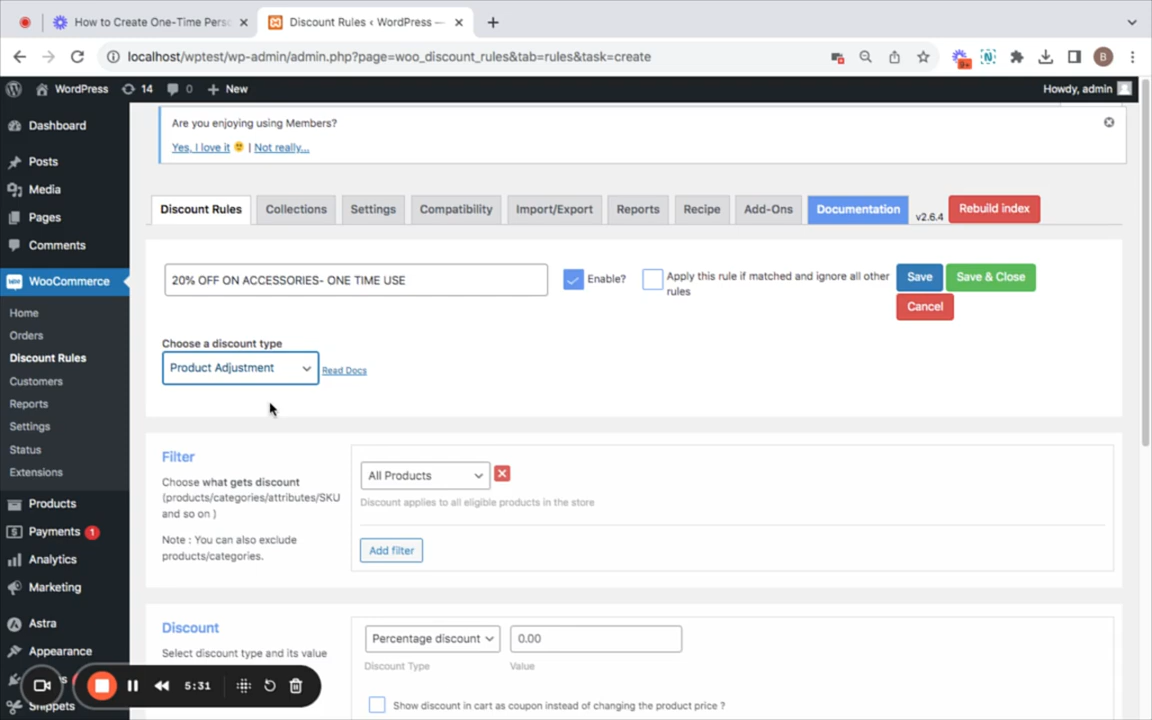 How to Create One-Time Perso
Discount Rules ‹ WordPress —
localhost/wptest/wp-admin/admin.php?page=woo_discount_rules&tab=rules&task=create
9+
N
B
WordPress
14
0
New
Howdy, admin
Dashboard
Posts
Media
Pages
Comments
WooCommerce
Home
Orders
Discount Rules
Customers
Reports
Settings
Status
Extensions
Products
Payments 1
Analytics
Marketing
Astra
Appearance
Snippets
Are you enjoying using Members?
Yes, I love it | Not really...
Discount Rules
Collections
Settings
Compatibility
Import/Export
Reports
Recipe
Add-Ons
Documentation
v2.6.4
Rebuild index
20% OFF ON ACCESSORIES- ONE TIME USE
Enable?
Apply this rule if matched and ignore all other
rules
Save
Save & Close
Cancel
Choose a discount type
Product Adjustment
Read Docs
Filter
Choose what gets discount
(products/categories/attributes/SKU
and so on )
Note : You can also exclude
products/categories.
All Products
Discount applies to all eligible products in the store
Add filter
Discount
Select discount type and its value
Percentage discount
0.00
Discount Type
Value
Show discount in cart as coupon instead of changing the product price ?
5:31